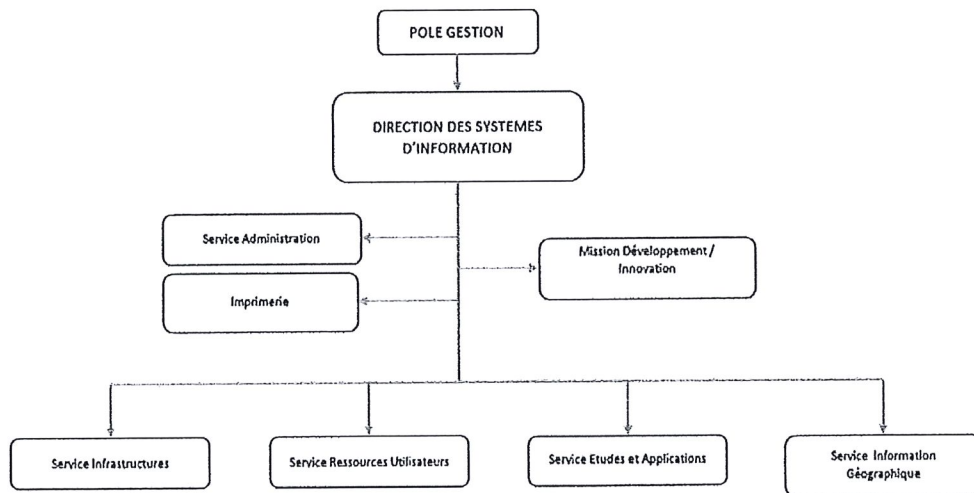 POLE GESTION
DIRECTION DES SYSTEMES
D'INFORMATION
Service Administration
Mission Développement /
Innovation
Imprimerie
Service Infrastructures
Service Ressources Utilisateurs
Service Etudes et Applications
Service Information
Géographique